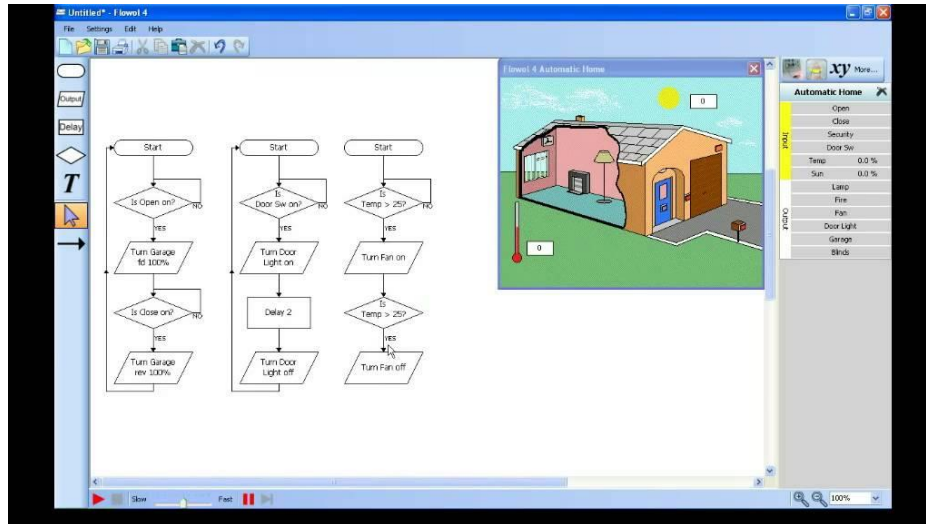 Untitled* - Flowol 4
File Settings Edit Help
Output
Delay
T
Start
Is Open on?
NO
YES
Turn Garage
fd 100%
Is Close on?
NO
YES
Turn Garage
rev 100%
Start
Is
Door Sw on?
NO
YES
Turn Door
Light on
Delay 2
Turn Door
Light off
Start
Is
Temp > 25?
NO
YES
Turn Fan on
Is
Temp > 25?
YES
Turn Fan off
Flowol 4 Automatic Home
0
0
xy More...
Automatic Home
Input
Open
Close
Security
Door Sw
Temp 0.0 %
Sun 0.0 %
Output
Lamp
Fire
Fan
Door Light
Garage
Blinds
Slow Fast
100%